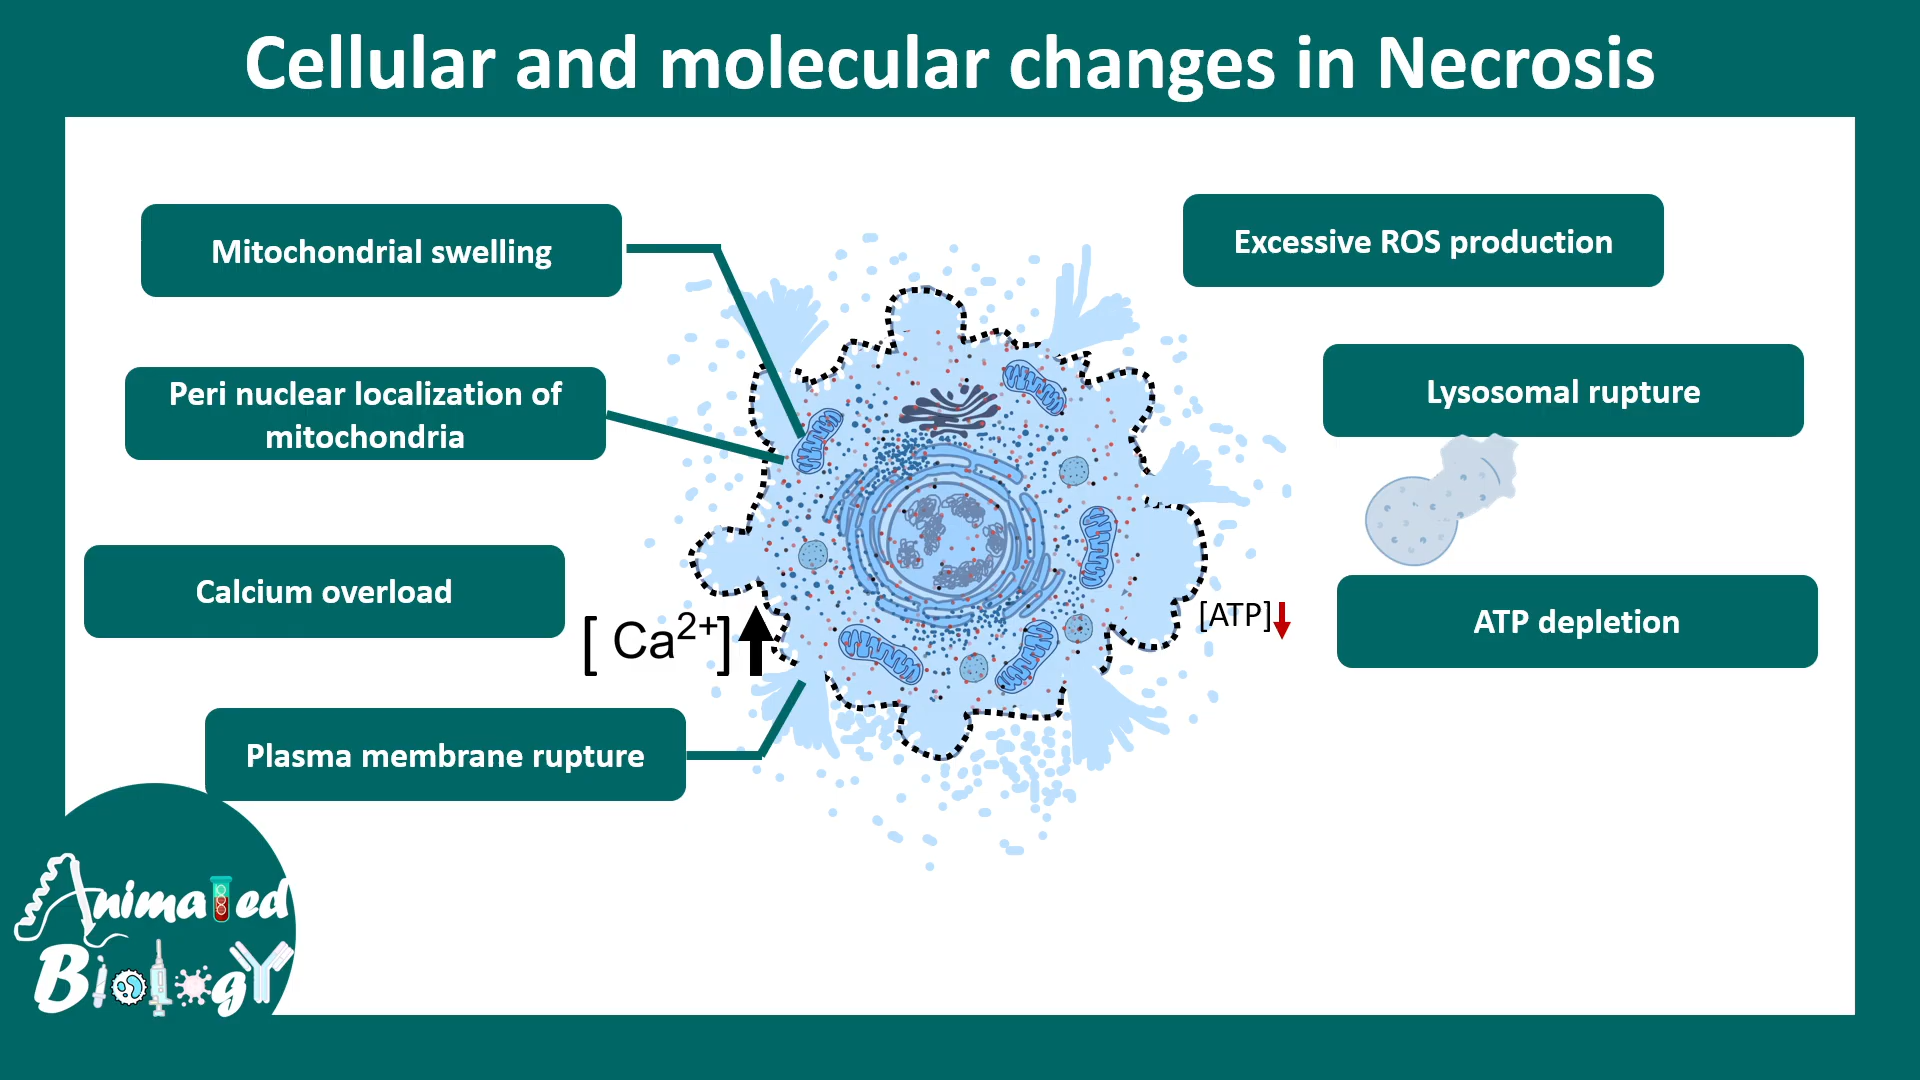 Cellular and molecular changes in Necrosis
Mitochondrial swelling
Excessive ROS production
Peri nuclear localization of
mitochondria
Lysosomal rupture
Calcium overload
[ Ca²⁺]
[ATP]
ATP depletion
Plasma membrane rupture
Animated
Biology